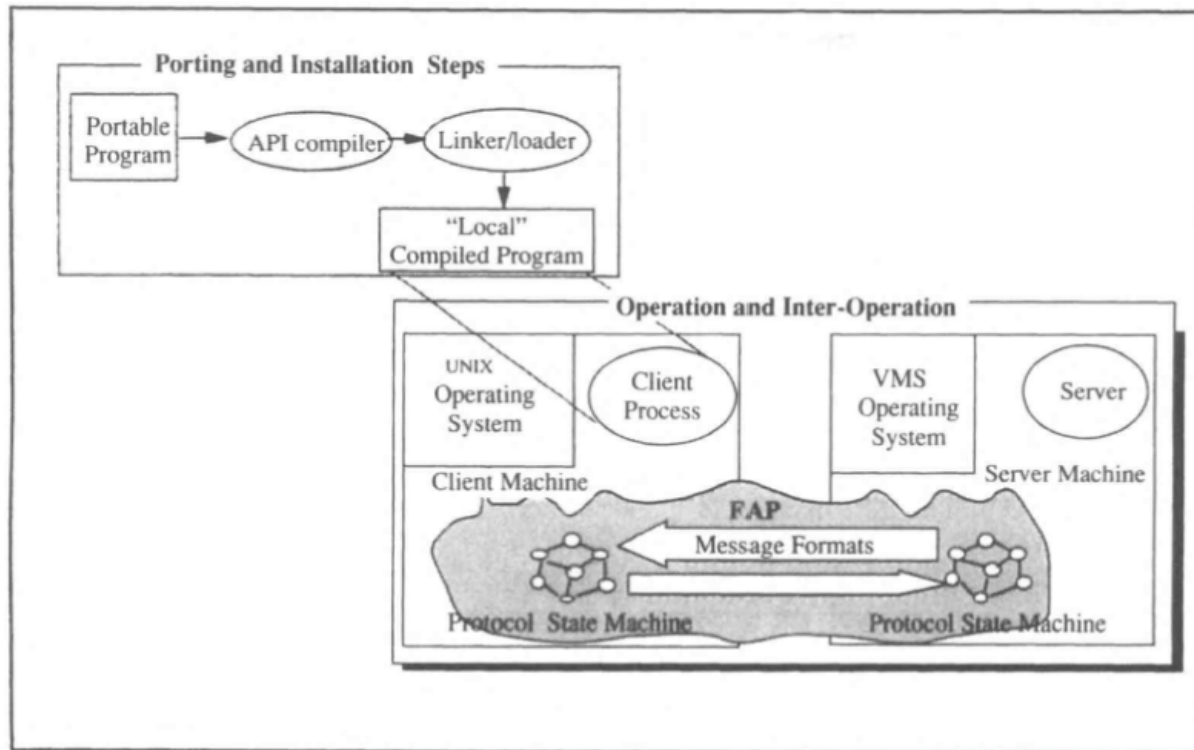 Porting and Installation Steps
Portable
Program
API compiler
Linker/loader
“Local”
Compiled Program
Operation and Inter-Operation
UNIX
Operating
System
Client
Process
Client Machine
VMS
Operating
System
Server
Server Machine
FAP
Message Formats
Protocol State Machine
Protocol State Machine